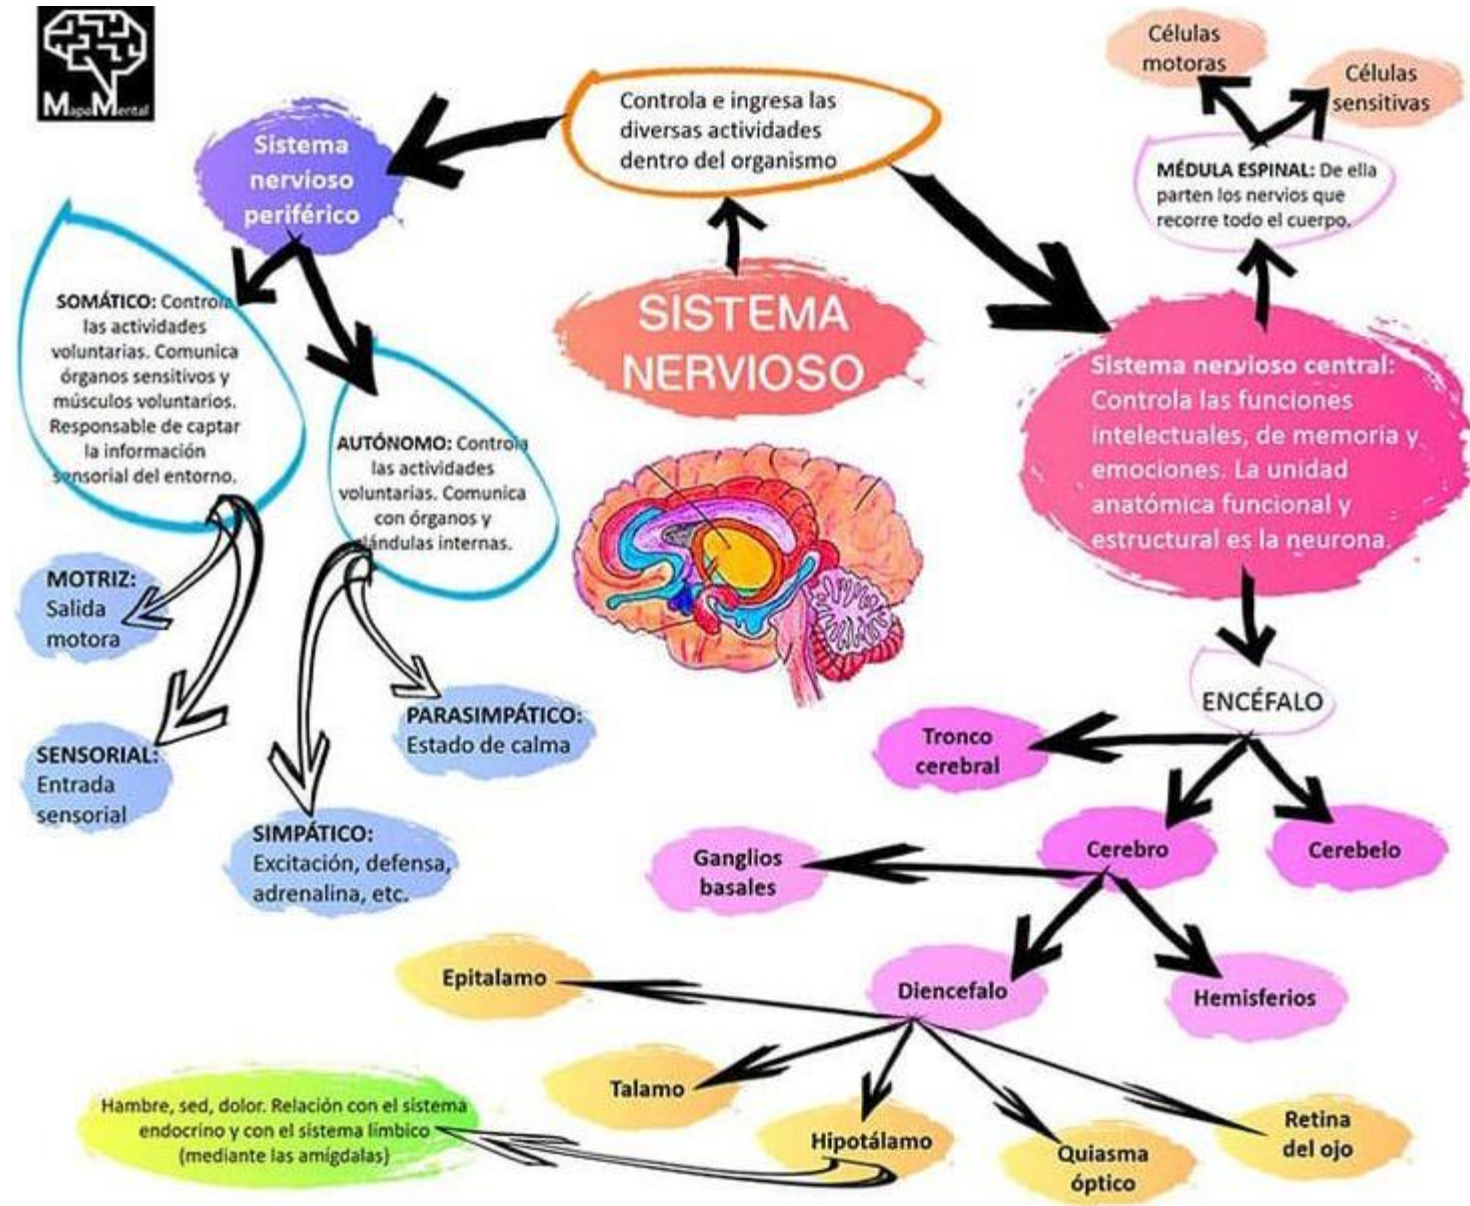 MapaMental
Controla e ingresa las
diversas actividades
dentro del organismo
Células
motoras
Células
sensitivas
Sistema
nervioso
periférico
MÉDULA ESPINAL: De ella
parten los nervios que
recorre todo el cuerpo.
SISTEMA
NERVIOSO
SOMÁTICO: Controla
las actividades
voluntarias. Comunica
órganos sensitivos y
músculos voluntarios.
Responsable de captar
la información
sensorial del entorno.
Sistema nervioso central:
Controla las funciones
intelectuales, de memoria y
emociones. La unidad
anatómica funcional y
estructural es la neurona.
AUTÓNOMO: Controla
las actividades
voluntarias. Comunica
con órganos y
glándulas internas.
MOTRIZ:
Salida
motora
SENSORIAL:
Entrada
sensorial
PARASIMPÁTICO:
Estado de calma
SIMPÁTICO:
Excitación, defensa,
adrenalina, etc.
ENCÉFALO
Tronco
cerebral
Cerebro
Cerebelo
Ganglios
basales
Diencefalo
Hemisferios
Epitalamo
Talamo
Hipotálamo
Quiasma
óptico
Retina
del ojo
Hambre, sed, dolor. Relación con el sistema
endocrino y con el sistema límbico
(mediante las amígdalas)